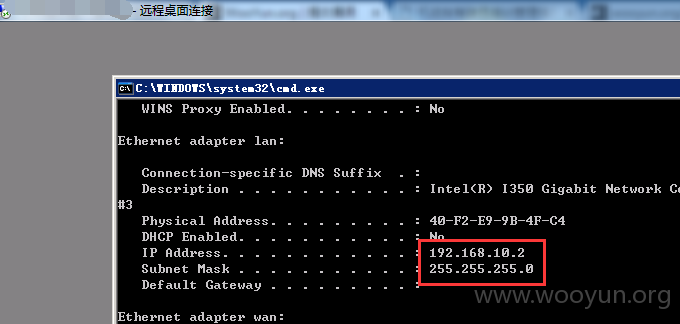 - 远程桌面连接
C:\WINDOWS\system32\cmd.exe
WINS Proxy Enabled. . . . . . . . : No
Ethernet adapter lan:
Connection-specific DNS Suffix  . :
Description . . . . . . . . . . . : Intel(R) I350 Gigabit Network Co
#3
Physical Address. . . . . . . . . : 40-F2-E9-9B-4F-C4
DHCP Enabled. . . . . . . . . . . : No
IP Address. . . . . . . . . . . . : 192.168.10.2
Subnet Mask . . . . . . . . . . . : 255.255.255.0
Default Gateway . . . . . . . . . :
www.wooyun.org
Ethernet adapter wan: